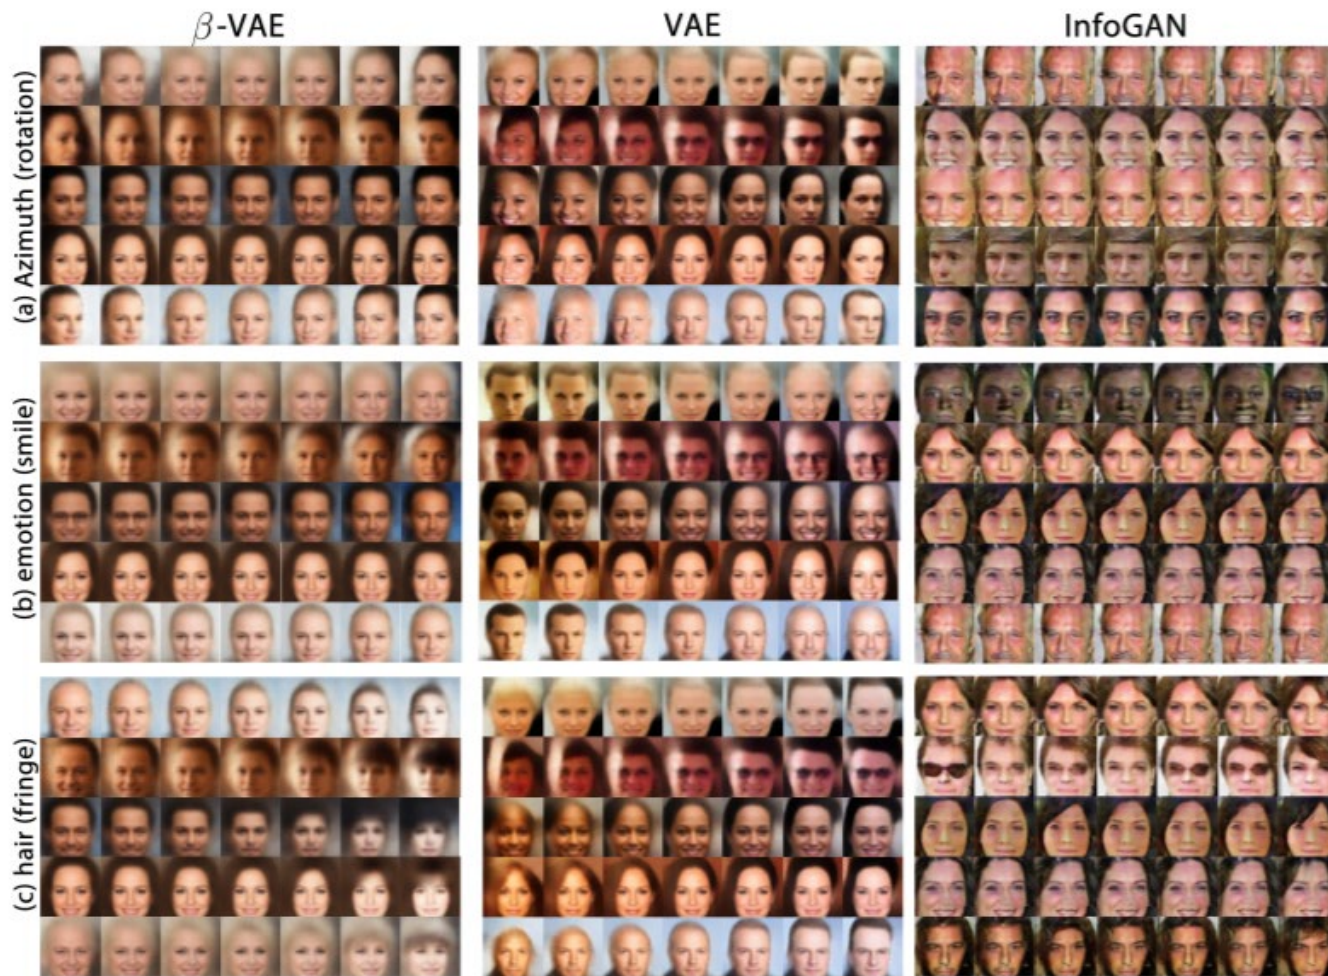 β-VAE
VAE
InfoGAN
(a) Azimuth (rotation)
(b) emotion (smile)
(c) hair (fringe)